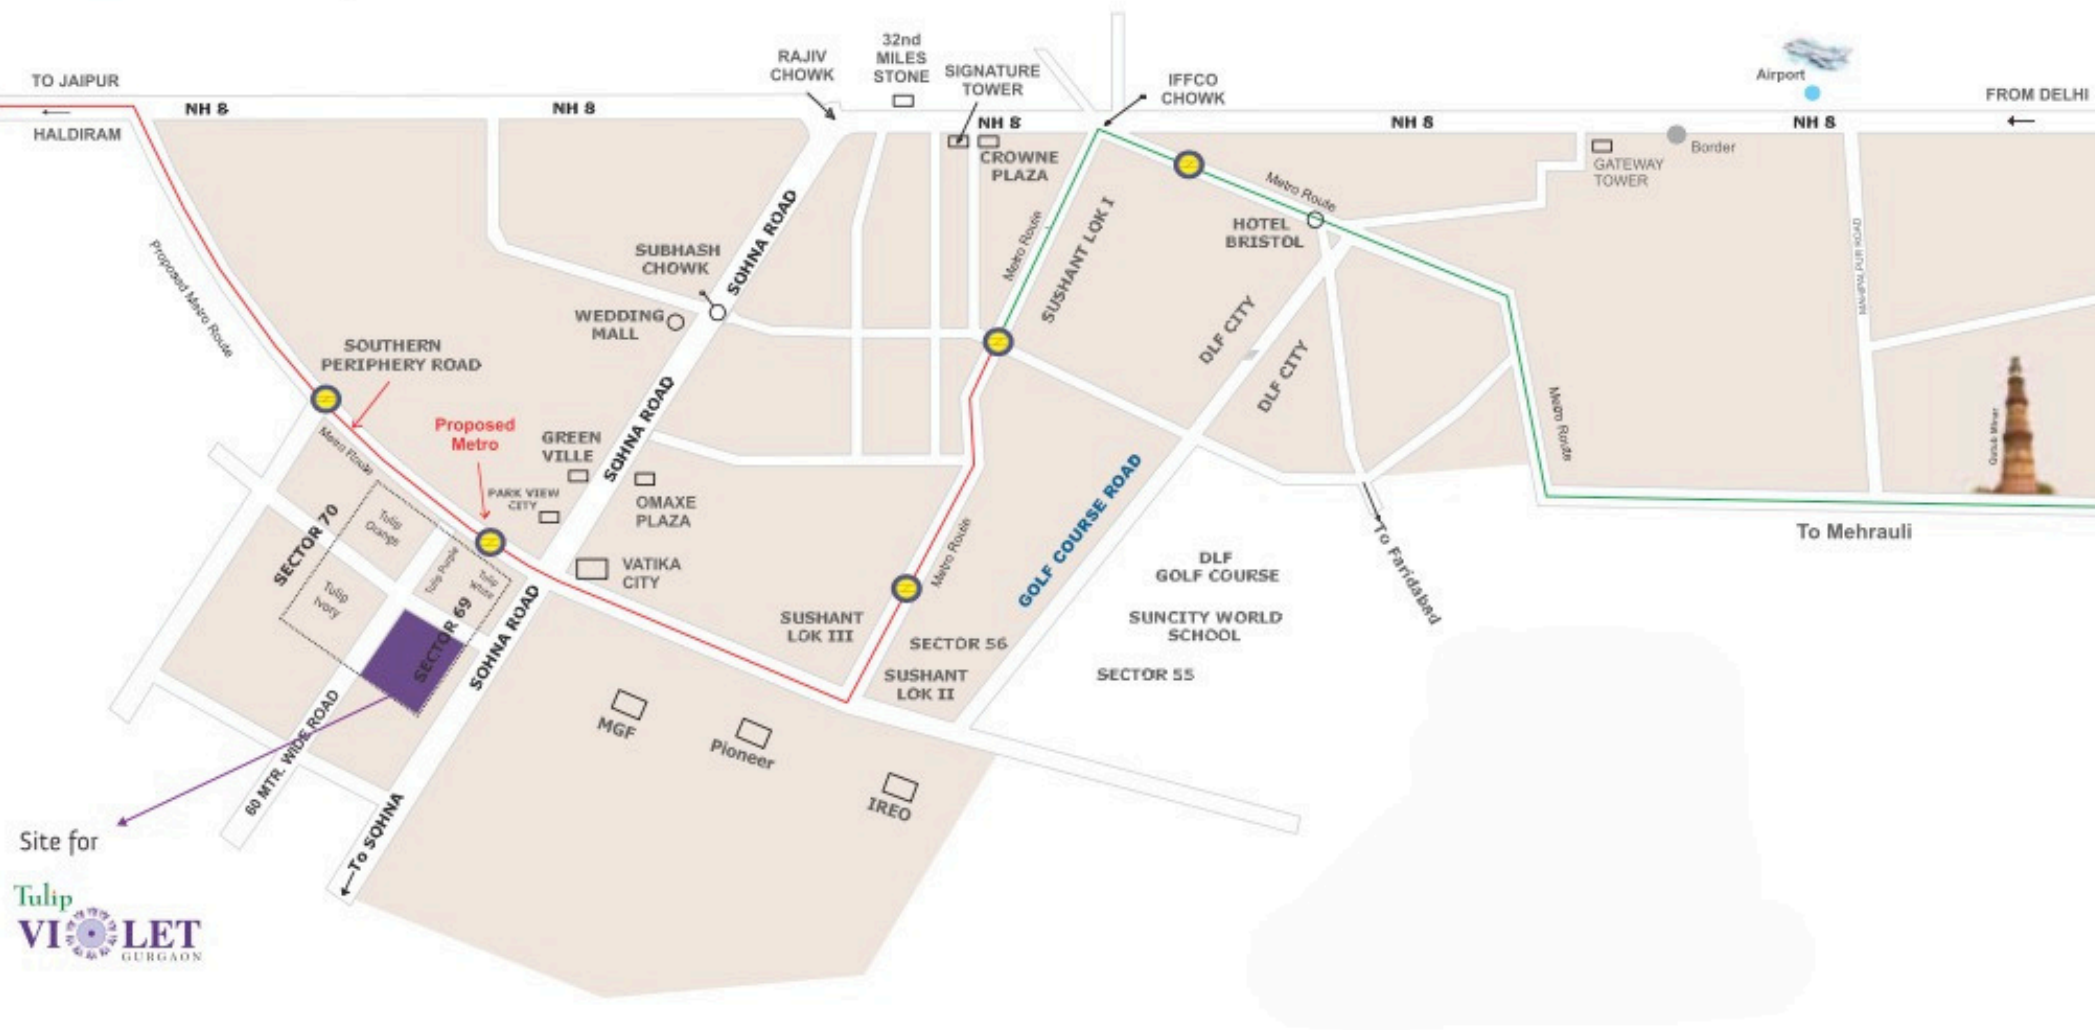 32nd
MILES
STONE
RAJIV
CHOWK
SIGNATURE
TOWER
IFFCO
CHOWK
Airport
TO JAIPUR
FROM DELHI
NH 8
NH 8
NH 8
NH 8
NH 8
HALDIRAM
Border
CROWNE
PLAZA
GATEWAY
TOWER
Metro Route
HOTEL
BRISTOL
Metro Route
SUSHANT LOK I
SOHNA ROAD
SUBHASH
CHOWK
WEDDING
MALL
Proposed Metro Route
MAHIPALPUR ROAD
DLF CITY
DLF CITY
SOUTHERN
PERIPHERY ROAD
Proposed
Metro
GREEN
VILLE
SOHNA ROAD
Metro Route
Metro Route
Qutub Minar
PARK VIEW
CITY
OMAXE
PLAZA
GOLF COURSE ROAD
To Mehrauli
To Faridabad
SECTOR 70
Tulip
Orange
Tulip Purple
Tulip
White
Tulip
Ivory
VATIKA
CITY
Metro Route
DLF
GOLF COURSE
SUNCITY WORLD
SCHOOL
SECTOR 55
SUSHANT
LOK III
SECTOR 56
SUSHANT
LOK II
SECTOR 69
SOHNA ROAD
MGF
Pioneer
IREO
60 MTR. WIDE ROAD
To SOHNA
Site for
Tulip
VIOLET
GURGAON